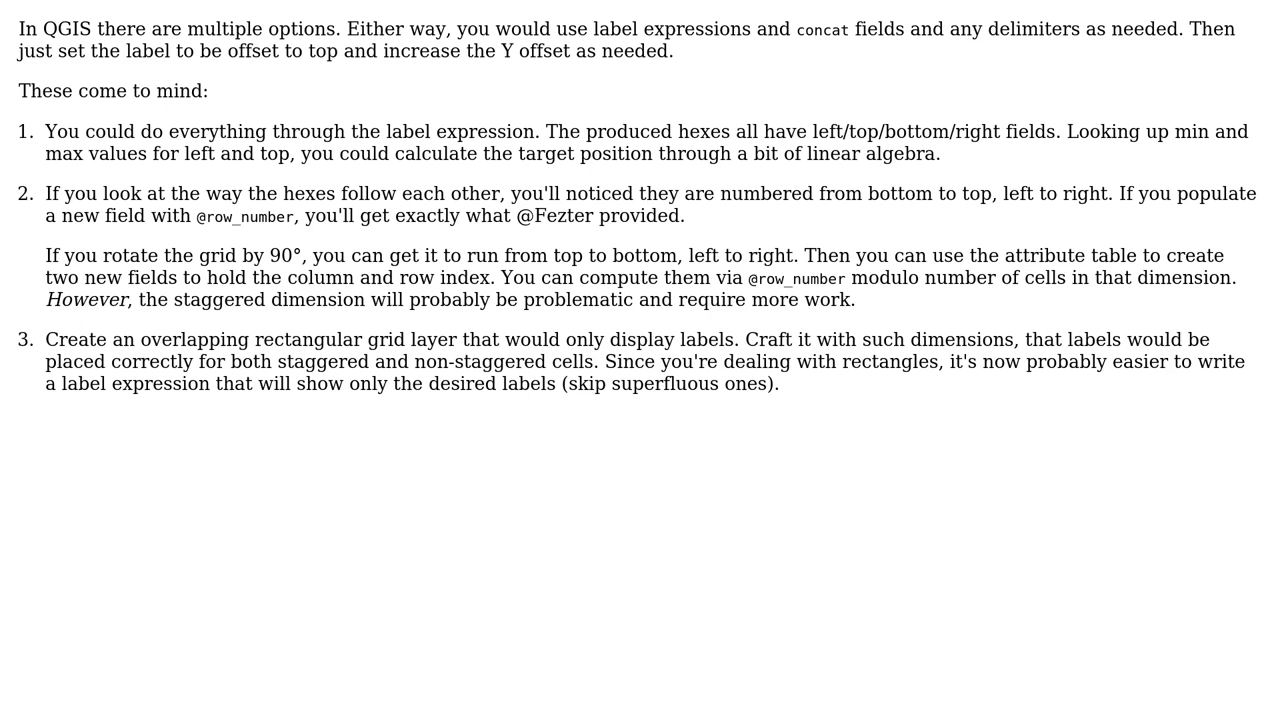 In QGIS there are multiple options. Either way, you would use label expressions and concat fields and any delimiters as needed. Then
just set the label to be offset to top and increase the Y offset as needed.
These come to mind:
1. You could do everything through the label expression. The produced hexes all have left/top/bottom/right fields. Looking up min and
max values for left and top, you could calculate the target position through a bit of linear algebra.
2. If you look at the way the hexes follow each other, you'll noticed they are numbered from bottom to top, left to right. If you populate
a new field with @row_number, you'll get exactly what @Fezter provided.
If you rotate the grid by 90°, you can get it to run from top to bottom, left to right. Then you can use the attribute table to create
two new fields to hold the column and row index. You can compute them via @row_number modulo number of cells in that dimension.
However, the staggered dimension will probably be problematic and require more work.
3. Create an overlapping rectangular grid layer that would only display labels. Craft it with such dimensions, that labels would be
placed correctly for both staggered and non-staggered cells. Since you're dealing with rectangles, it's now probably easier to write
a label expression that will show only the desired labels (skip superfluous ones).